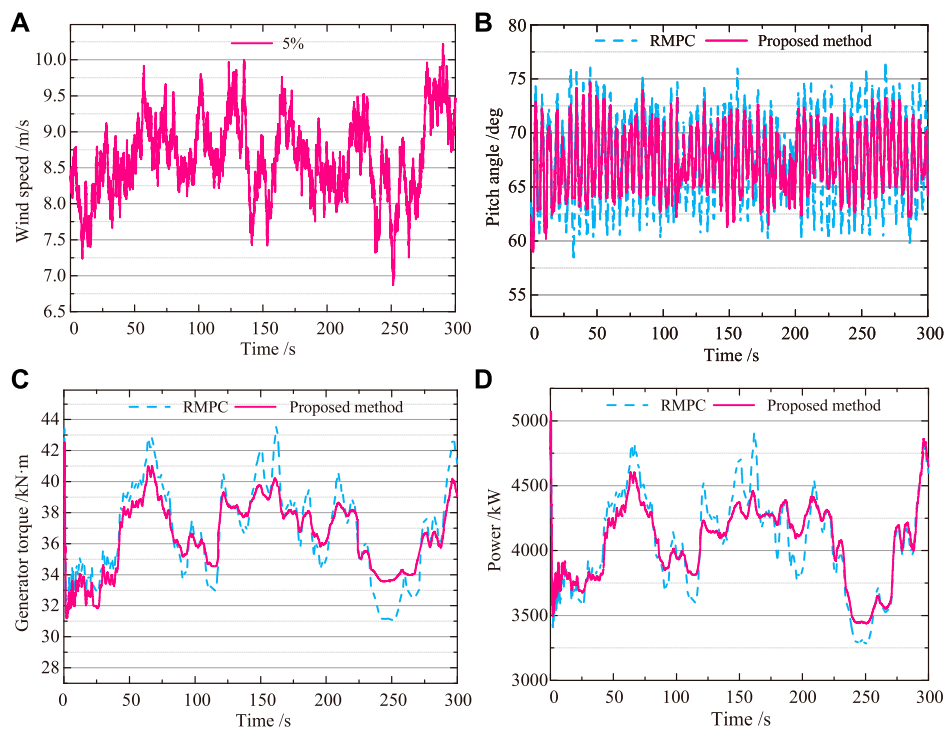 A
5%
Wind speed /m/s
10.0
9.5
9.0
8.5
8.0
7.5
7.0
6.5
0 50 100 150 200 250 300
Time /s
B
RMPC Proposed method
Pitch angle /deg
80
75
70
65
60
55
0 50 100 150 200 250 300
Time /s
C
RMPC Proposed method
Generator torque /kN·m
44
42
40
38
36
34
31
30
28
27
0 50 100 150 200 250 300
Time /s
D
RMPC Proposed method
Power /kW
5000
4500
4000
3500
3000
0 50 100 150 200 250 300
Time /s